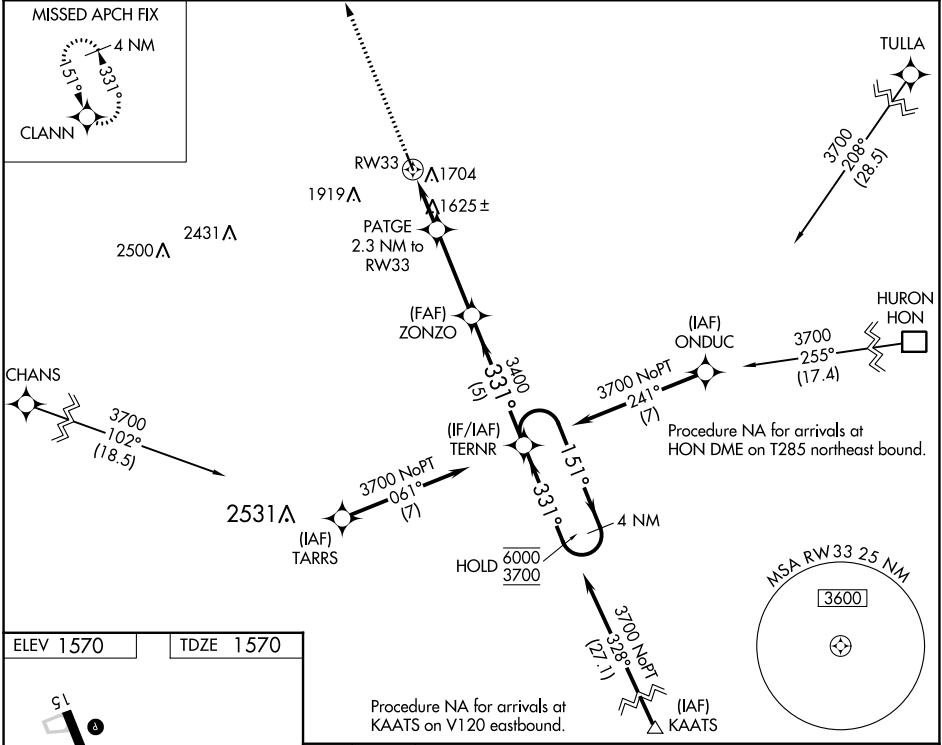 MISSED APCH FIX
4 NM
151°
331°
CLANN
TULLA
3700
208°
(28.5)
RW33
1704
1919
1625±
PATGE
2.3 NM to
RW33
2431
2500
(FAF)
ZONZO
HURON
HON
(IAF)
ONDUC
3700
255°
(17.4)
3400
331°
(5)
3700 NoPT
241°
(7)
CHANS
3700
102°
(18.5)
(IF/IAF)
TERNR
Procedure NA for arrivals at
HON DME on T285 northeast bound.
151°
331°
3700 NoPT
061°
(7)
2531
(IAF)
TARRS
4 NM
HOLD 6000
3700
MSA RW33 25 NM
3600
3700 NoPT
328°
(27.1)
(IAF)
KAATS
Procedure NA for arrivals at
KAATS on V120 eastbound.
ELEV 1570
TDZE 1570
15
P